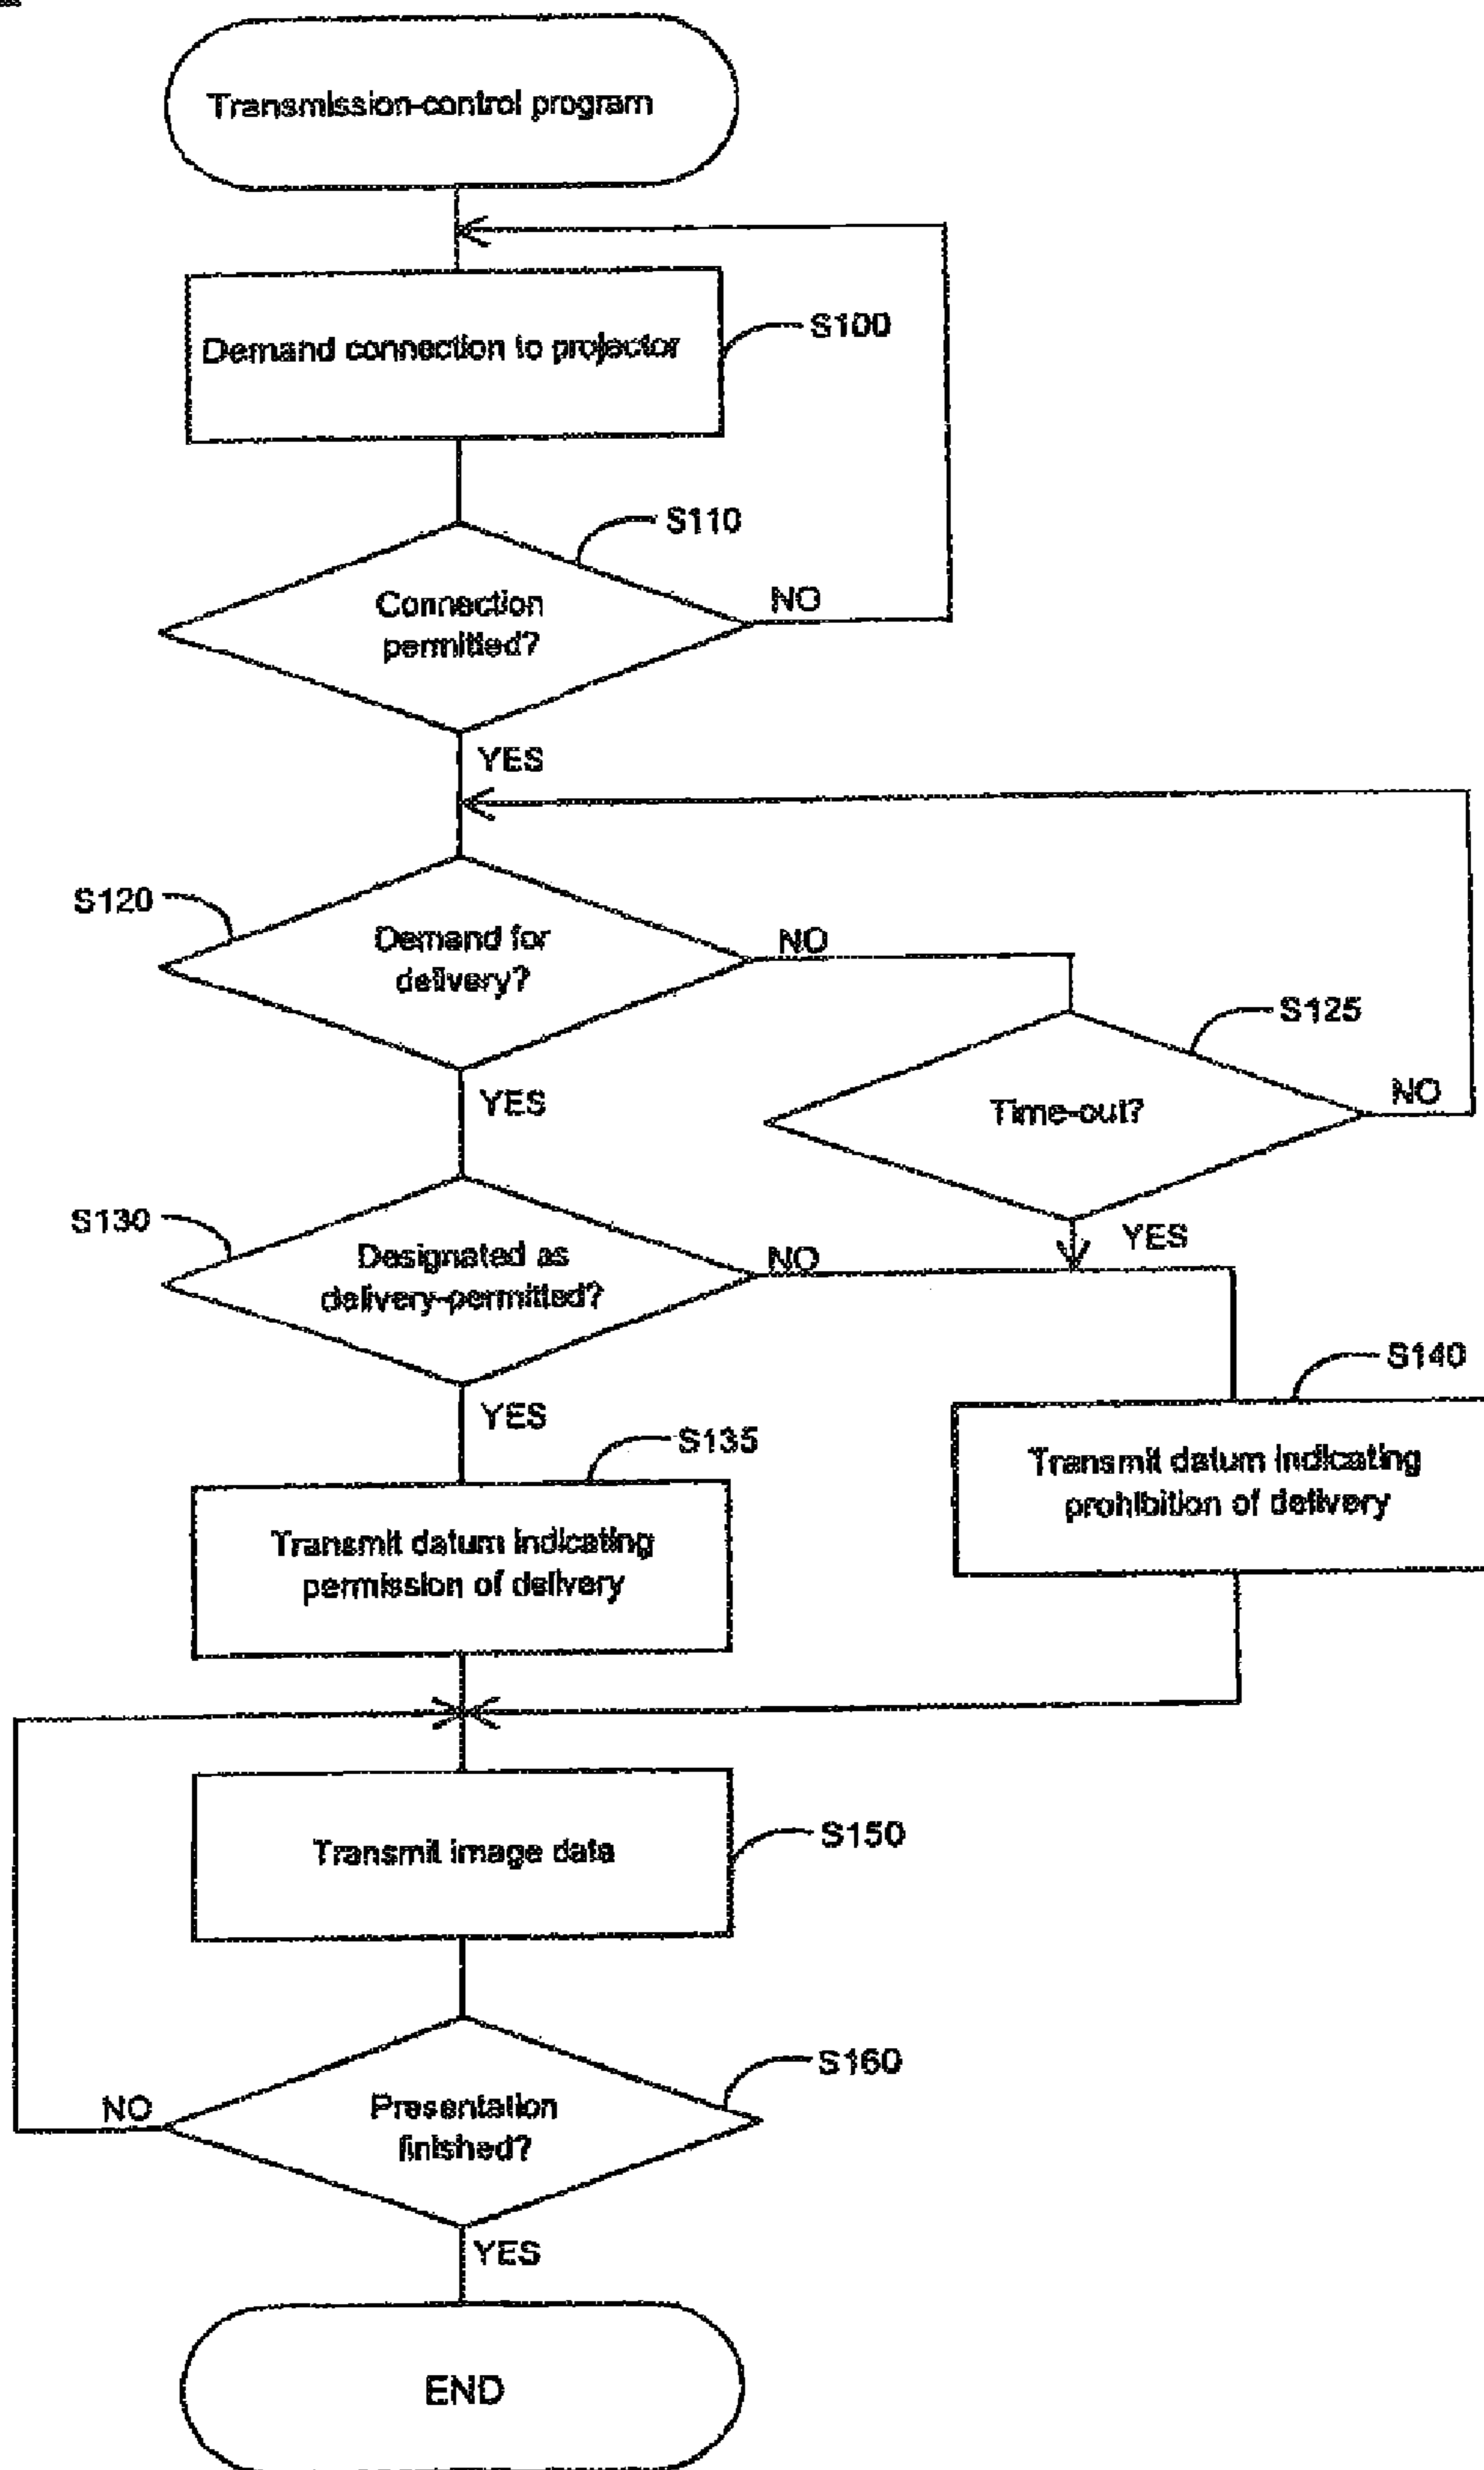 Transmission-control program
Demand connection to projector
S100
S110
Connection
permitted?
NO
YES
S120
Demand for
delivery?
NO
S125
Time-out?
NO
YES
YES
S130
Designated as
delivery-permitted?
NO
YES
S135
Transmit datum indicating
permission of delivery
S140
Transmit datum indicating
prohibition of delivery
Transmit image data
S150
S160
Presentation
finished?
NO
YES
END